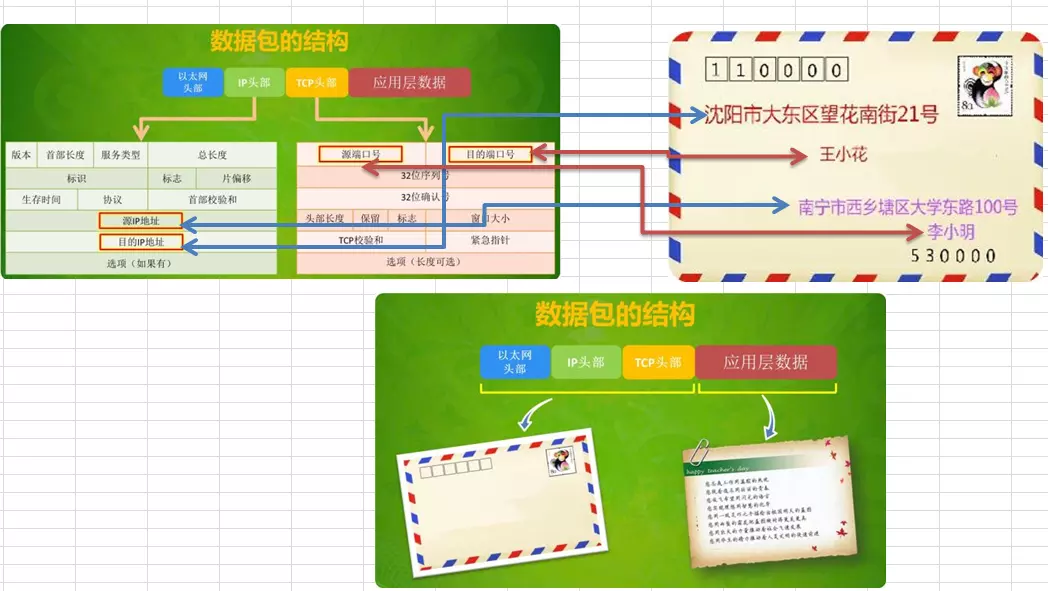 数据包的结构
以太网
头部
IP头部
TCP头部
应用层数据
版本 首部长度 服务类型 总长度
标识 标志 片偏移
生存时间 协议 首部校验和
源IP地址
目的IP地址
选项（如果有）
源端口号 目的端口号
32位序列号
32位确认号
头部长度 保留 标志 窗口大小
TCP校验和 紧急指针
选项（长度可选）
110000
沈阳市大东区望花南街21号
王小花
南宁市西乡塘区大学东路100号
李小明
530000
数据包的结构
以太网
头部
IP头部
TCP头部
应用层数据
happy teacher's day